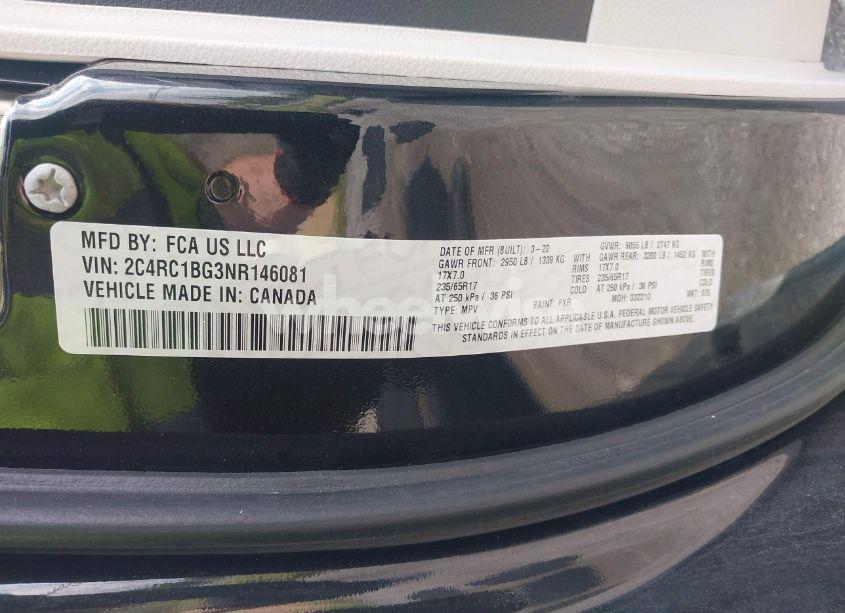 MFD BY: FCA US LLC
VIN: 2C4RC1BG3NR146081
VEHICLE MADE IN: CANADA
DATE OF MFR (BUILT): 3-22 GVWR: 6055 LB / 2747 KG
GAWR FRONT: 2950 LB / 1339 KG WITH GAWR REAR: 3200 LB / 1452 KG WITH
17X7.0 RIMS 17X7.0 RIMS
235/65R17 TIRES 235/65R17 TIRES
AT 250 kPa / 36 PSI COLD AT 250 kPa / 36 PSI COLD
TYPE: MPV PAINT: PXR MDH: 032210 MKT:
THIS VEHICLE CONFORMS TO ALL APPLICABLE U.S.A. FEDERAL MOTOR VEHICLE SAFETY
STANDARDS IN EFFECT ON THE DATE OF MANUFACTURE SHOWN ABOVE.